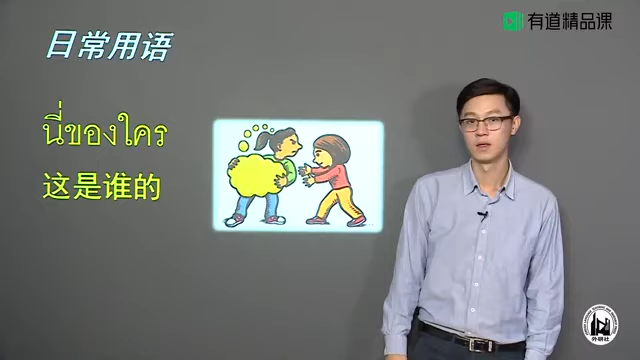 有道精品课
日常用语
นี่ของใคร
这是谁的
外研社